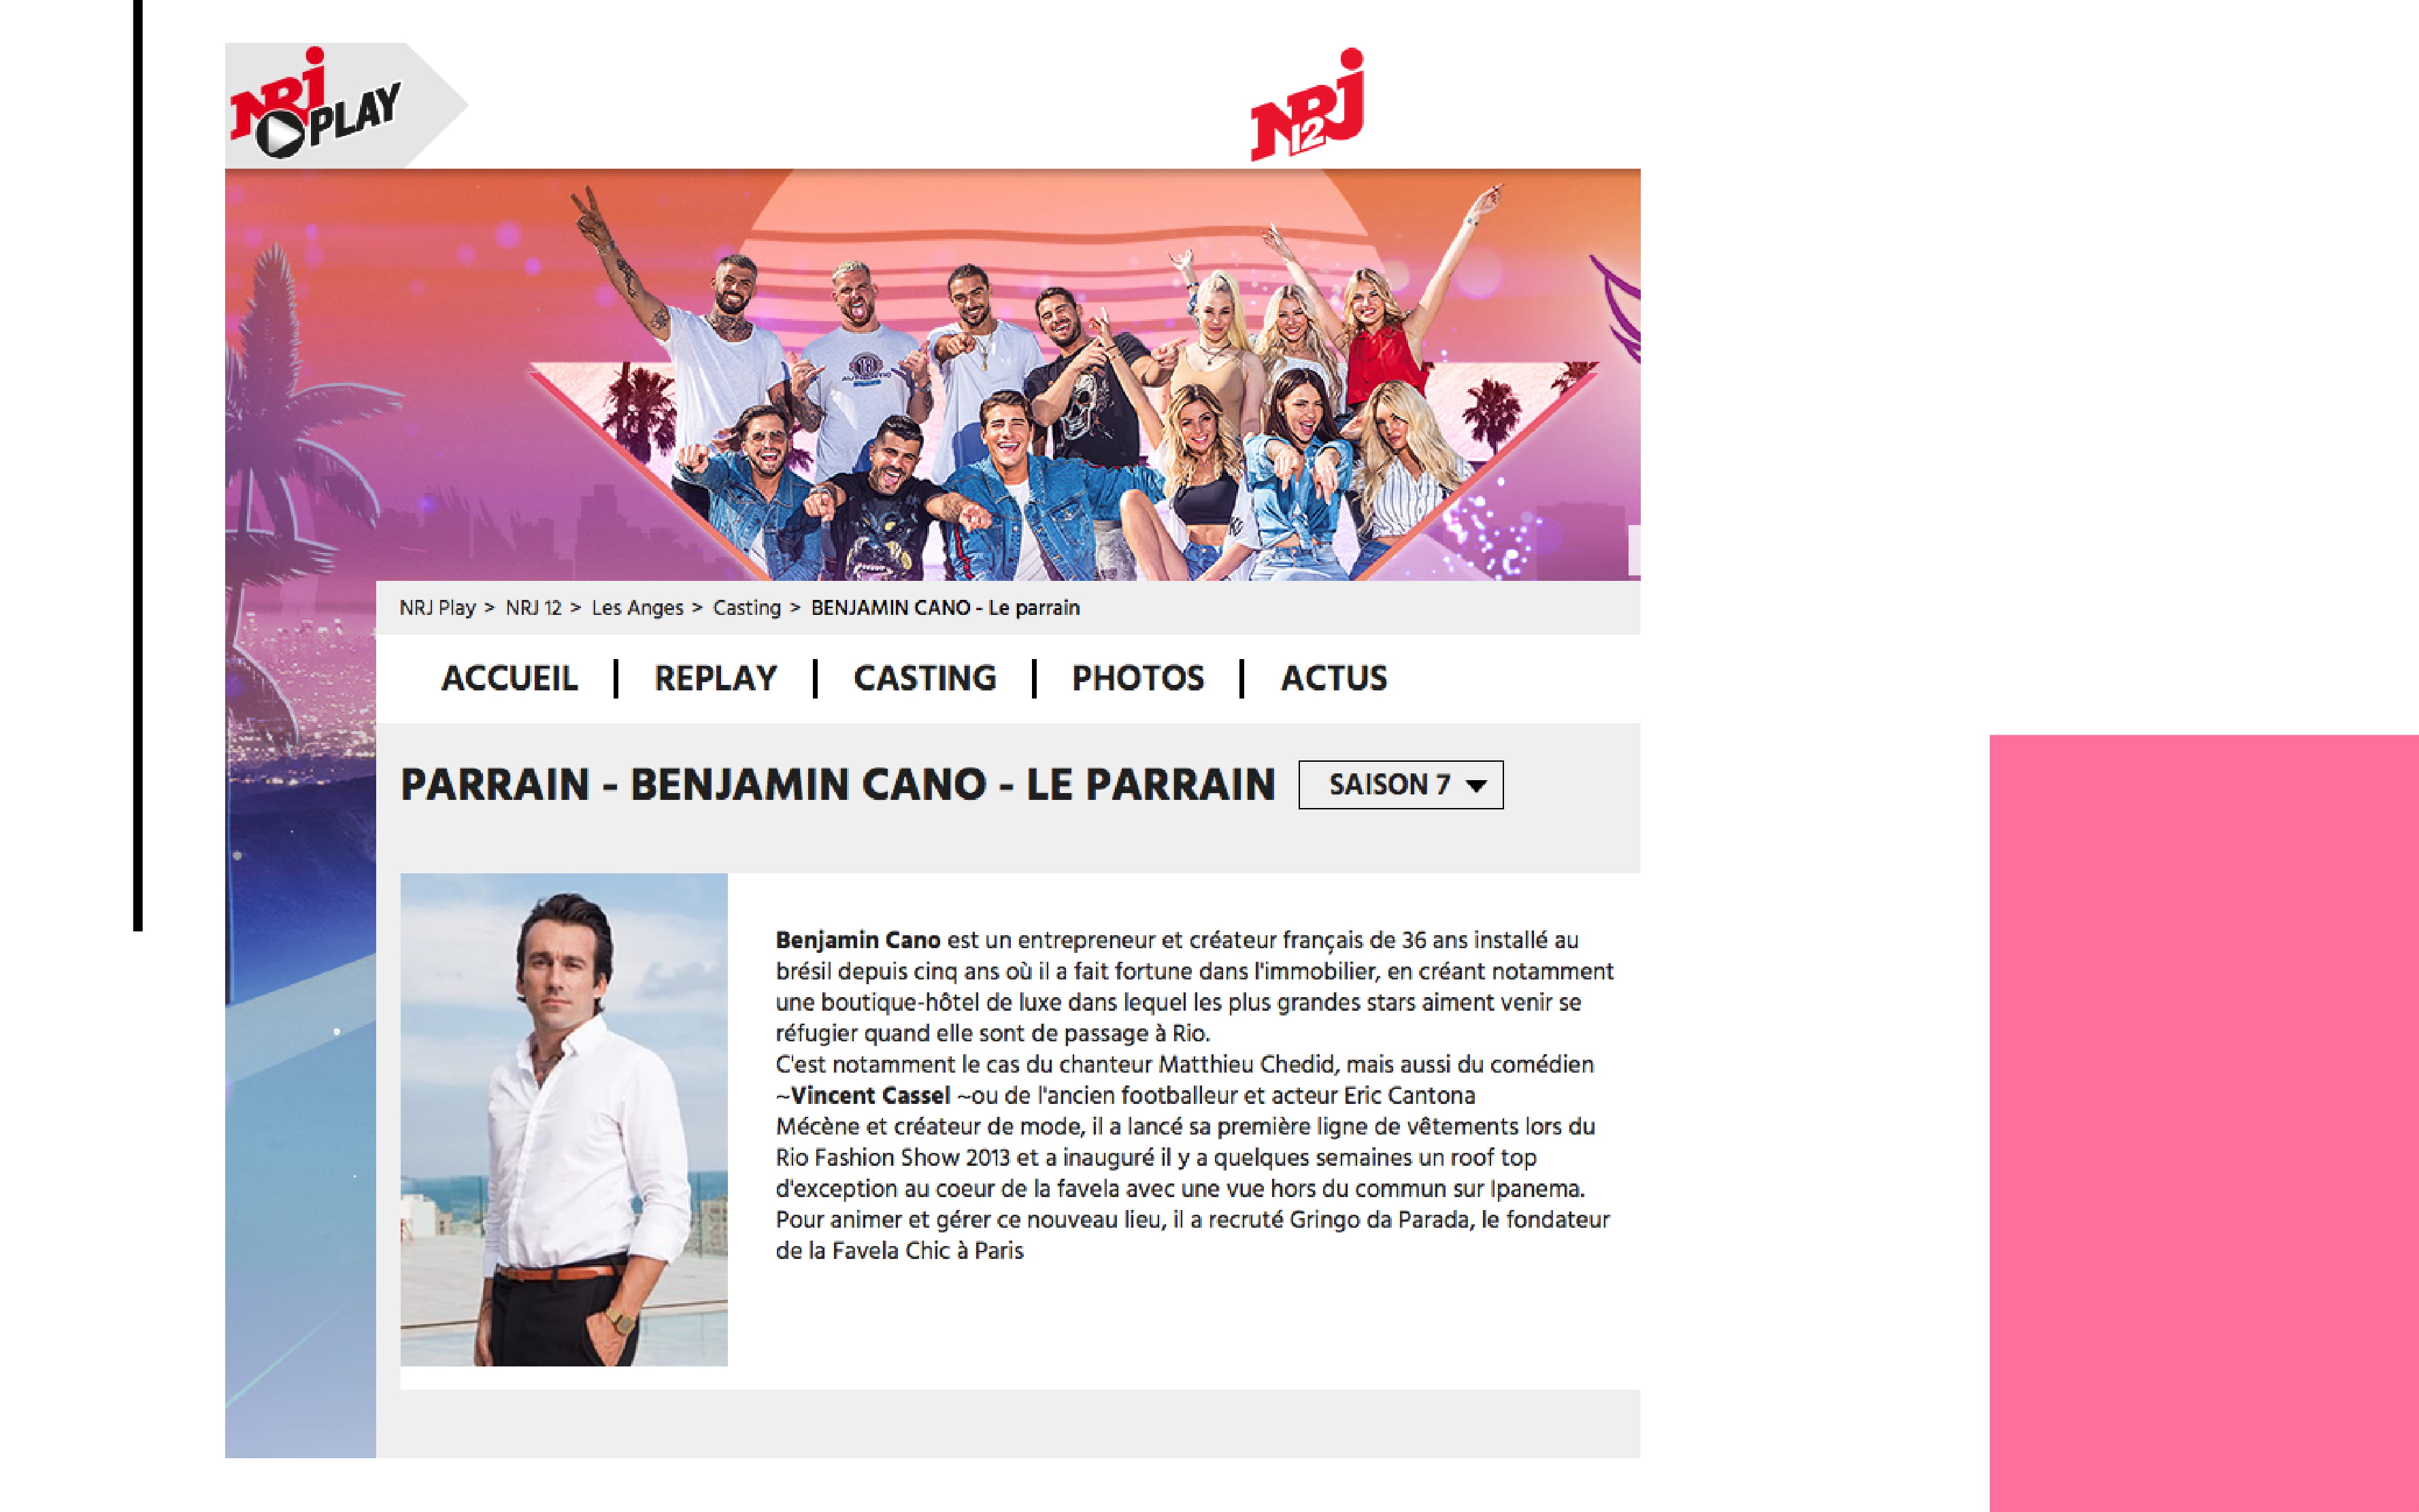 NRJ PLAY
NRJ 12
NRJ Play > NRJ 12 > Les Anges > Casting > BENJAMIN CANO - Le parrain
ACCUEIL | REPLAY | CASTING | PHOTOS | ACTUS
PARRAIN - BENJAMIN CANO - LE PARRAIN SAISON 7
Benjamin Cano est un entrepreneur et créateur français de 36 ans installé au
brésil depuis cinq ans où il a fait fortune dans l'immobilier, en créant notamment
une boutique-hôtel de luxe dans lequel les plus grandes stars aiment venir se
réfugier quand elle sont de passage à Rio.
C'est notamment le cas du chanteur Matthieu Chedid, mais aussi du comédien
~Vincent Cassel ~ou de l'ancien footballeur et acteur Eric Cantona
Mécène et créateur de mode, il a lancé sa première ligne de vêtements lors du
Rio Fashion Show 2013 et a inauguré il y a quelques semaines un roof top
d'exception au coeur de la favela avec une vue hors du commun sur Ipanema.
Pour animer et gérer ce nouveau lieu, il a recruté Gringo da Parada, le fondateur
de la Favela Chic à Paris